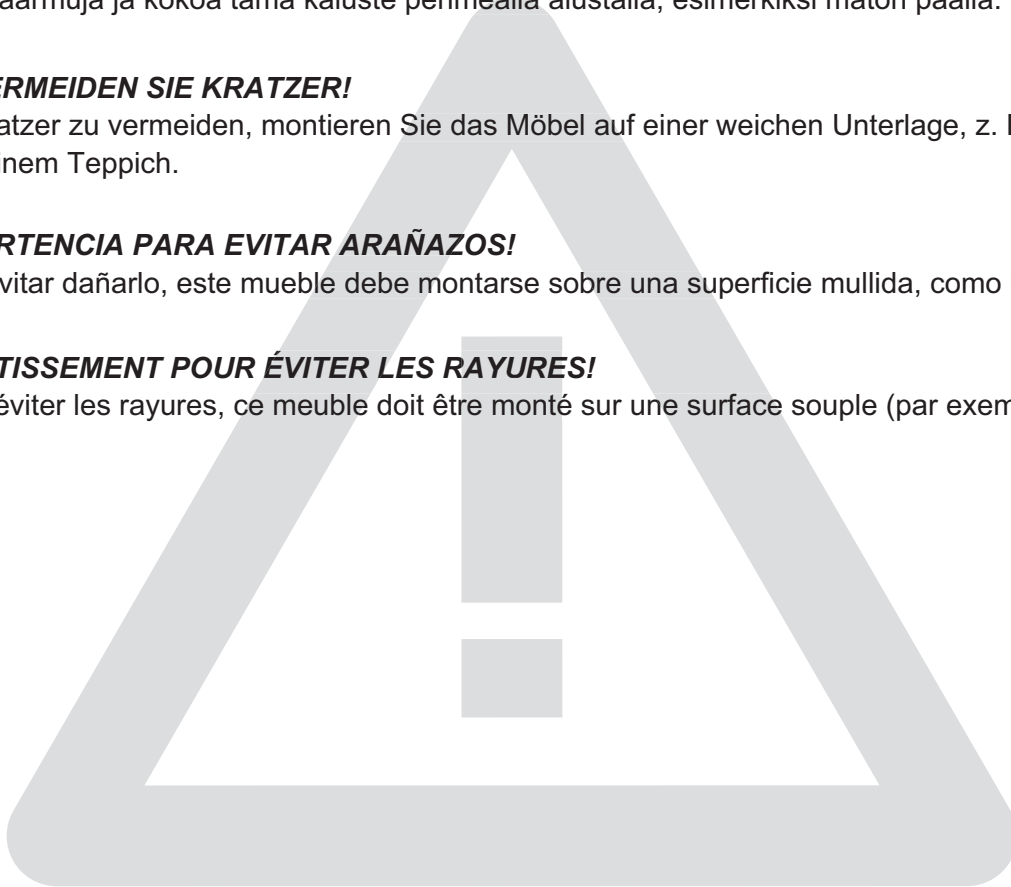 aarmuja ja kokoa tämä kaluste pehmeällä alustalla, esimerkiksi maton päällä.
ERMEIDEN SIE KRATZER!
atzer zu vermeiden, montieren Sie das Möbel auf einer weichen Unterlage, z.
inem Teppich.
RTENCIA PARA EVITAR ARAÑAZOS!
vitar dañarlo, este mueble debe montarse sobre una superficie mullida, como
TISSEMENT POUR ÉVITER LES RAYURES!
éviter les rayures, ce meuble doit être monté sur une surface souple (par exem